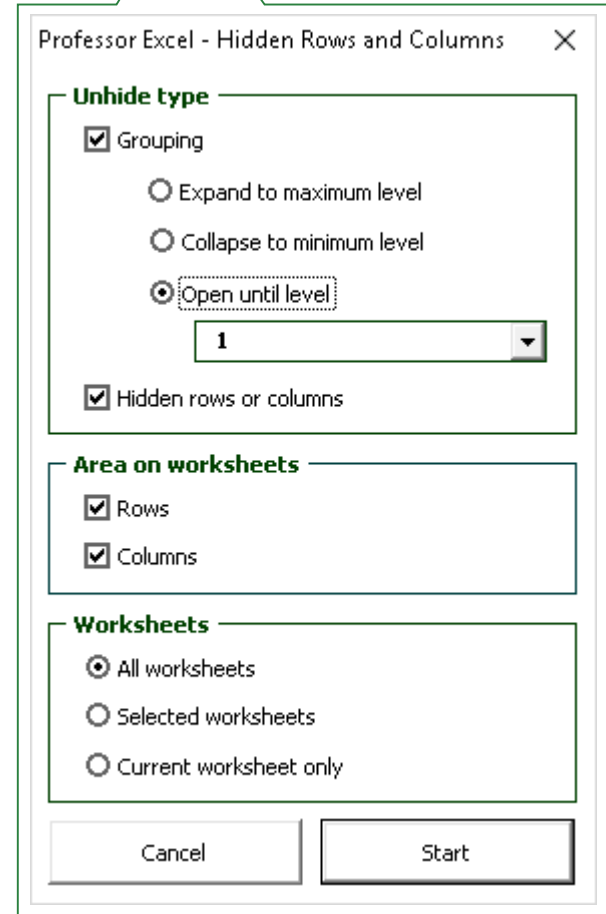 Professor Excel - Hidden Rows and Columns
Unhide type
Grouping
Expand to maximum level
Collapse to minimum level
Open until level
1
Hidden rows or columns
Area on worksheets
Rows
Columns
Worksheets
All worksheets
Selected worksheets
Current worksheet only
Cancel Start